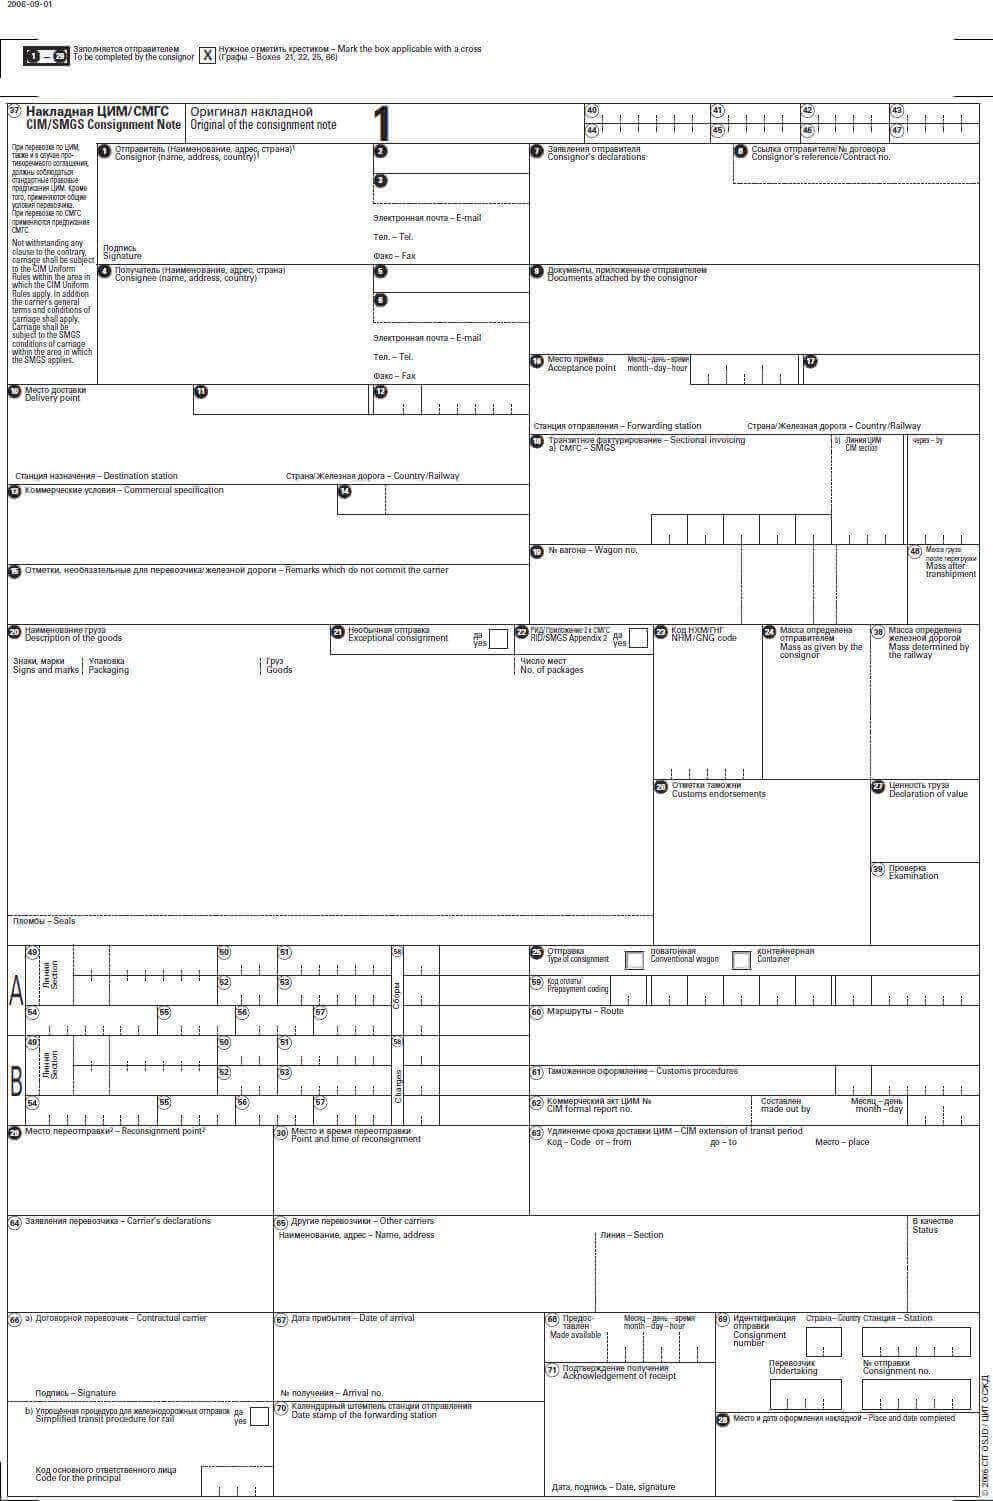 2006-09-01
1 – 29 Заполняется отправителем
To be completed by the consignor
X Нужное отметить крестиком – Mark the box applicable with a cross
(Графы – Boxes 21, 22, 25, 66)
37 Накладная ЦИМ/СМГС
CIM/SMGS Consignment Note
Оригинал накладной
Original of the consignment note
1
40 41 42 43
44 45 46 47
При перевозке по ЦИМ,
также и в случае про-
тиворечивого соглашения,
должны соблюдаться
стандартные правовые
предписания ЦИМ. Кроме
того, применяются общие
условия перевозчика.
При перевозке по СМГС
применяются предписания
СМГС.
Not withstanding any
clause to the contrary,
carriage shall be subject
to the CIM Uniform
Rules within the area in
which the CIM Uniform
Rules apply. In addition
the carrier's general
terms and conditions of
carriage shall apply.
Carriage shall be
subject to the SMGS
conditions of carriage
within the area in which
the SMGS applies.
1 Отправитель (Наименование, адрес, страна)¹
Consignor (name, address, country)¹
Подпись
Signature
2
3
Электронная почта – E-mail
Тел. – Tel.
Факс – Fax
7 Заявления отправителя
Consignor's declarations
8 Ссылка отправителя/№ договора
Consignor's reference/Contract no.
4 Получатель (Наименование, адрес, страна)
Consignee (name, address, country)
5
6
Электронная почта – E-mail
Тел. – Tel.
Факс – Fax
9 Документы, приложенные отправителем
Documents attached by the consignor
16 Место приёма
Acceptance point
Месяц – день – время
month – day – hour
17
Станция отправления – Forwarding station
Страна/Железная дорога – Country/Railway
10 Место доставки
Delivery point
11
12
Станция назначения – Destination station
Страна/Железная дорога – Country/Railway
18 Транзитное фактурирование – Sectional invoicing
a) СМГС – SMGS
b) Линия ЦИМ
CIM section
через – by
13 Коммерческие условия – Commercial specification
14
19 № вагона – Wagon no.
48 Масса груза
после перегрузки
Mass after
transhipment
15 Отметки, необязательные для перевозчика/железной дороги – Remarks which do not commit the carrier
20 Наименование груза
Description of the goods
21 Необычная отправка
Exceptional consignment
да
yes
22 РИД/Приложение 2 к СМГС
RID/SMGS Appendix 2
да
yes
23 Код НХМ/ГНГ
NHM/GNG code
24 Масса определена
отправителем
Mass as given by the
consignor
38 Масса определена
железной дорогой
Mass determined by
the railway
Знаки, марки
Signs and marks
Упаковка
Packaging
Груз
Goods
Число мест
No. of packages
26 Отметки таможни
Customs endorsements
27 Ценность груза
Declaration of value
39 Проверка
Examination
Пломбы – Seals
A
49 Линия
Section
50 51
52 53
54 55 56 57
58 Сборы
B
49 Линия
Section
50 51
52 53
54 55 56 57
58 Charges
25 Отправка
Type of consignment
повагонная
Conventional wagon
контейнерная
Container
59 Код оплаты
Prepayment coding
60 Маршруты – Route
61 Таможенное оформление – Customs procedures
62 Коммерческий акт ЦИМ №
CIM formal report no.
Составлен
made out by
Месяц – день
month – day
29 Место переотправки² – Reconsignment point²
30 Место и время переотправки
Point and time of reconsignment
63 Удлинение срока доставки ЦИМ – CIM extension of transit period
Код – Code от – from
до – to
Место – place
64 Заявления перевозчика – Carrier's declarations
65 Другие перевозчики – Other carriers
Наименование, адрес – Name, address
Линия – Section
В качестве
Status
66 a) Договорной перевозчик – Contractual carrier
Подпись – Signature
b) Упрощённая процедура для железнодорожных отправок
Simplified transit procedure for rail
да
yes
Код основного ответственного лица
Code for the principal
67 Дата прибытия – Date of arrival
№ получения – Arrival no.
70 Календарный штемпель станции отправления
Date stamp of the forwarding station
68 Предос-
тавлен
Made available
Месяц – день – время
month – day – hour
71 Подтверждение получения
Acknowledgement of receipt
Дата, подпись – Date, signature
69 Идентификация
отправки
Consignment
number
Страна – Country
Станция – Station
Перевозчик
Undertaking
№ отправки
Consignment no.
28 Место и дата оформления накладной – Place and date completed
© 2006 CIT OSJD / ЦИТ ОСЖД